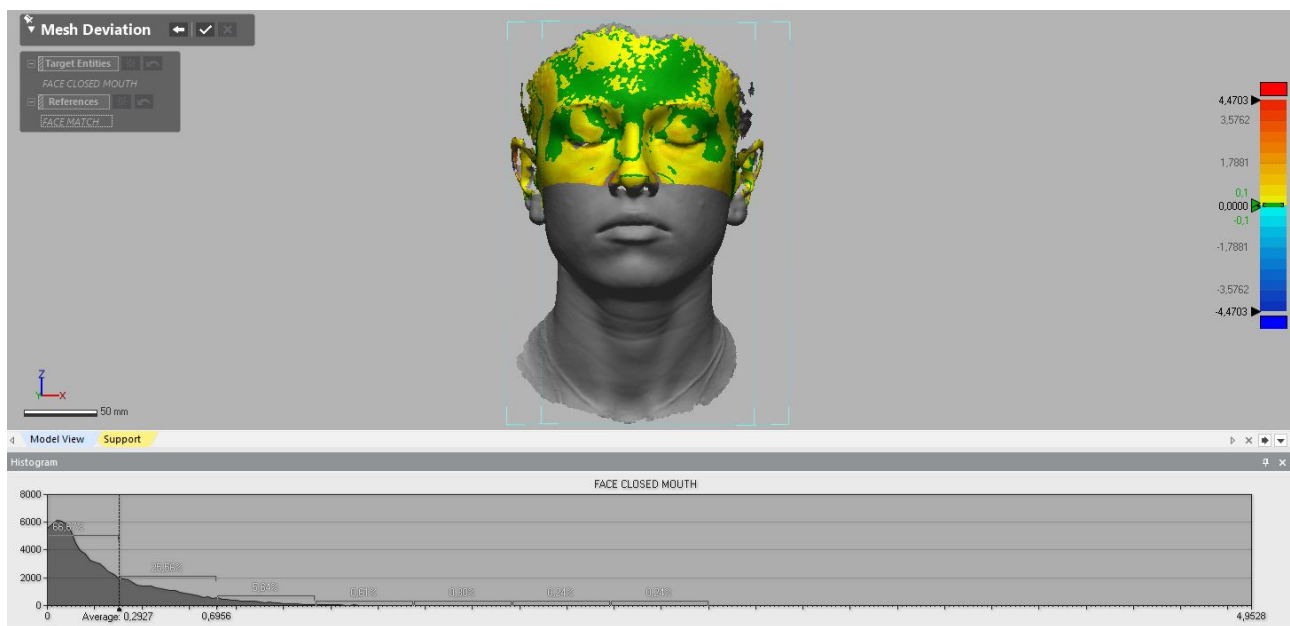 Mesh Deviation
Target Entities
FACE CLOSED MOUTH
References
FACE MATCH
4,4703
3,5762
1,7881
0,1
0,0000
-0,1
-1,7881
-3,5762
-4,4703
Z
Y
X
50 mm
Model View Support
Histogram
FACE CLOSED MOUTH
8000
6000
4000
2000
0
25,56%
5,64%
0,61%
0,30%
0,24%
0,24%
0 Average: 0,2927 0,6956 4,9528